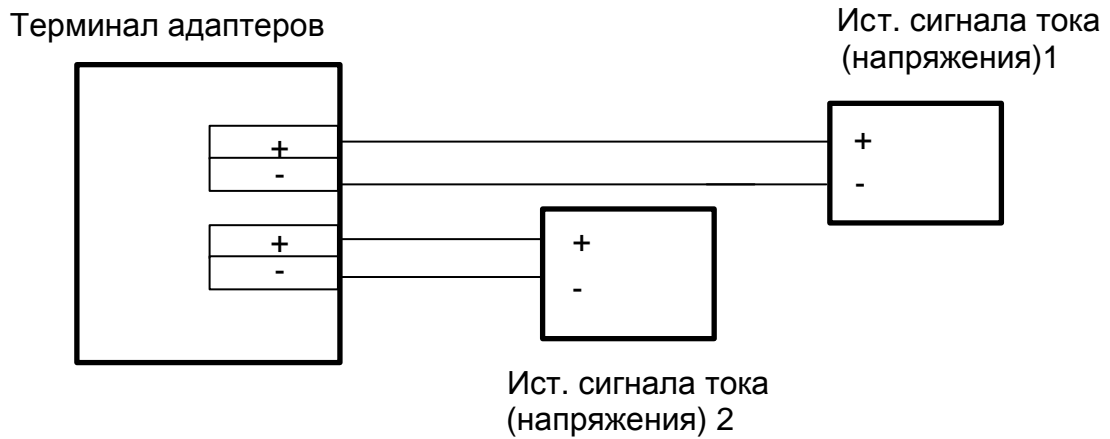 Терминал адаптеров
Ист. сигнала тока
(напряжения)1
+
-
+
-
+
-
+
-
Ист. сигнала тока
(напряжения) 2